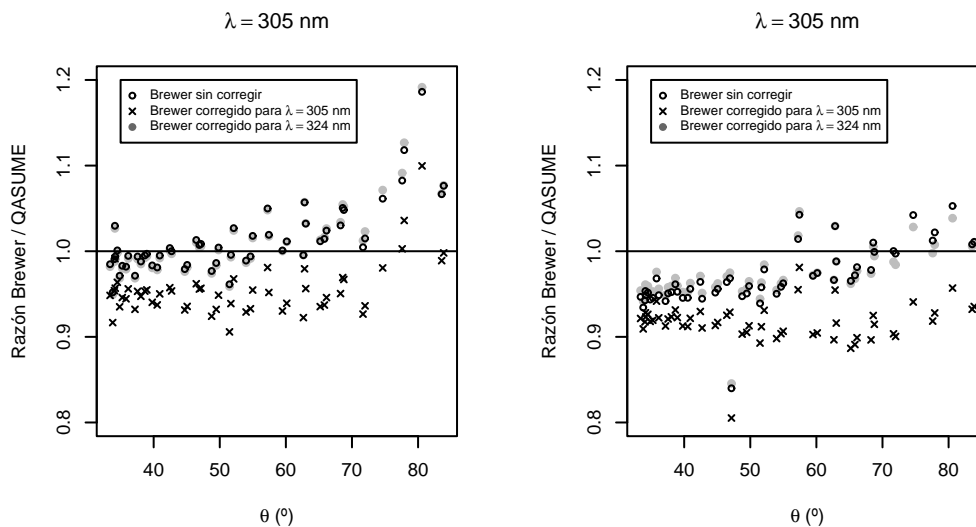 λ = 305 nm
Razón Brewer / QASUME
1.2
1.1
1.0
0.9
0.8
Brewer sin corregir
Brewer corregido para λ = 305 nm
Brewer corregido para λ = 324 nm
40 50 60 70 80
θ (º)
λ = 305 nm
Razón Brewer / QASUME
1.2
1.1
1.0
0.9
0.8
Brewer sin corregir
Brewer corregido para λ = 305 nm
Brewer corregido para λ = 324 nm
40 50 60 70 80
θ (º)